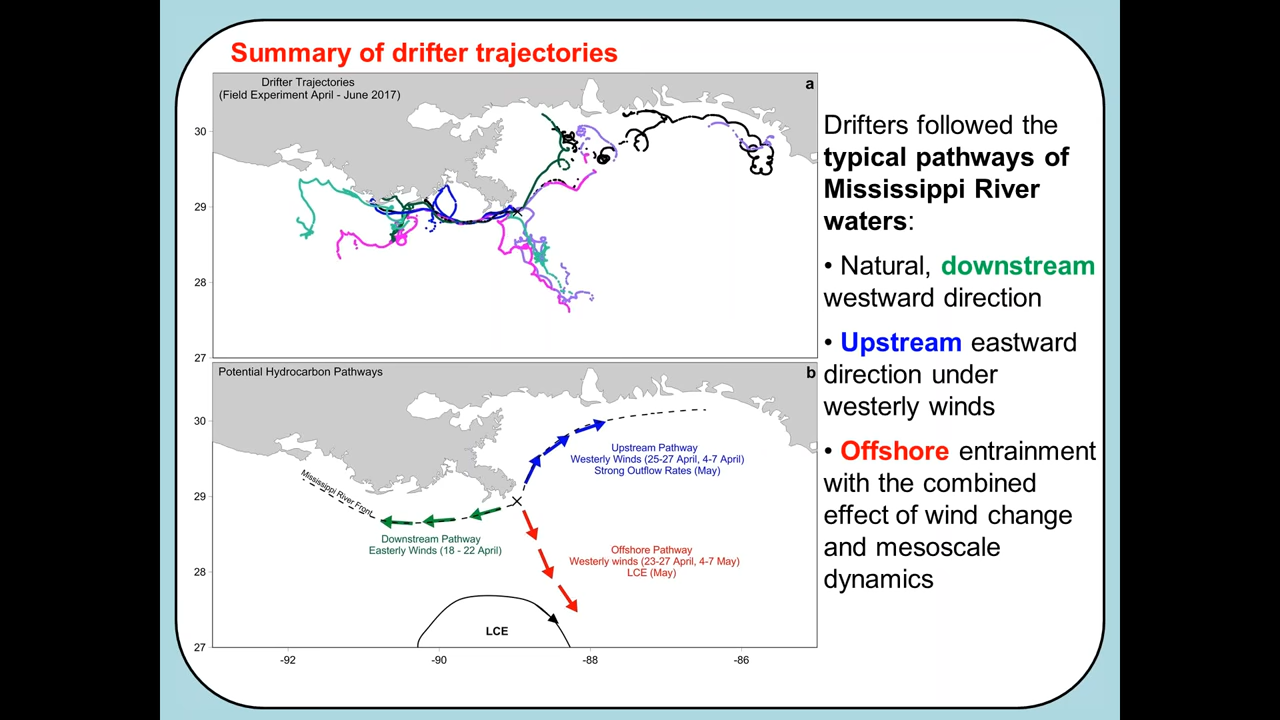 Summary of drifter trajectories
Drifter Trajectories
(Field Experiment April - June 2017)
a
30
29
28
27
Potential Hydrocarbon Pathways
b
30
29
28
27
Upstream Pathway
Westerly Winds (25-27 April, 4-7 April)
Strong Outflow Rates (May)
Mississippi River Front
Downstream Pathway
Easterly Winds (18 - 22 April)
Offshore Pathway
Westerly winds (23-27 April, 4-7 May)
LCE (May)
LCE
-92
-90
-88
-86
Drifters followed the
typical pathways of
Mississippi River
waters:
• Natural, downstream
westward direction
• Upstream eastward
direction under
westerly winds
• Offshore entrainment
with the combined
effect of wind change
and mesoscale
dynamics